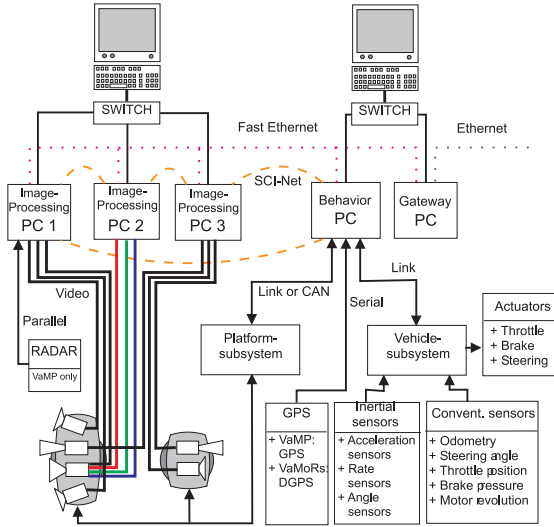 SWITCH
SWITCH
Fast Ethernet
Ethernet
SCI-Net
Image-
Processing
PC 1
Image-
Processing
PC 2
Image-
Processing
PC 3
Behavior
PC
Gateway
PC
Video
Parallel
RADAR
VaMP only
Link or CAN
Serial
Link
Platform-
subsystem
Vehicle-
subsystem
Actuators
+ Throttle
+ Brake
+ Steering
GPS
+ VaMP:
GPS
+ VaMoRs:
DGPS
Inertial
sensors
+ Acceleration
sensors
+ Rate
sensors
+ Angle
sensors
Convent. sensors
+ Odometry
+ Steering angle
+ Throttle position
+ Brake pressure
+ Motor revolution